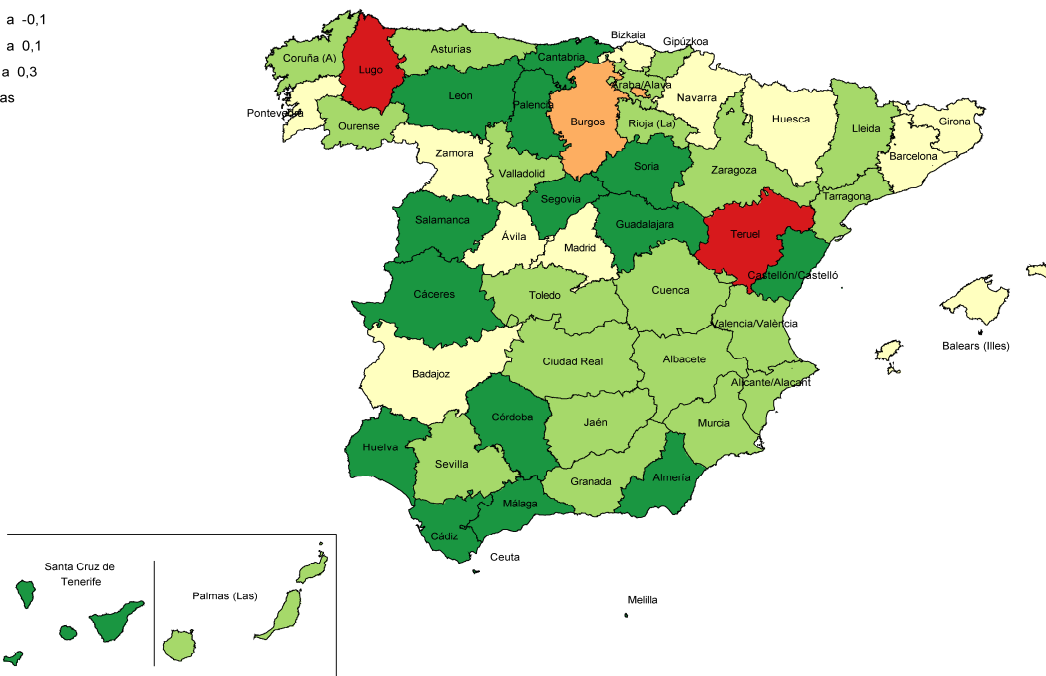 a -0,1
a 0,1
a 0,3
as
Bizkaia
Gipúzkoa
Coruña (A)
Asturias
Cantabria
Lugo
Araba/Alava
Leon
Palencia
Navarra
Pontevedra
Ourense
Burgos
Rioja (La)
Huesca
Lleida
Girona
Barcelona
Zamora
Valladolid
Soria
Zaragoza
Tarragona
Segovia
Salamanca
Guadalajara
Ávila
Madrid
Teruel
Castellón/Castelló
Cáceres
Toledo
Cuenca
Valencia/València
Balears (Illes)
Badajoz
Ciudad Real
Albacete
Alicante/Alacant
Córdoba
Jaén
Murcia
Huelva
Sevilla
Granada
Almería
Málaga
Cádiz
Ceuta
Melilla
Santa Cruz de
Tenerife
Palmas (Las)